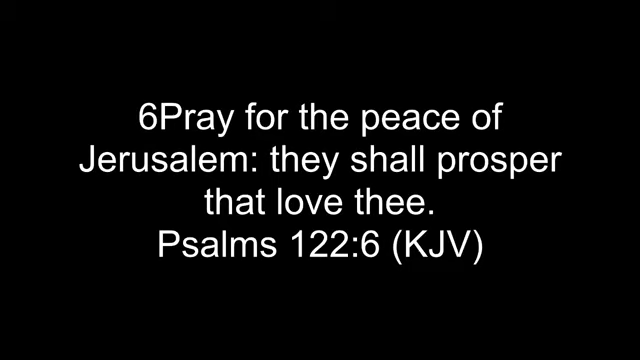 6Pray for the peace of
Jerusalem: they shall prosper
that love thee.
Psalms 122:6 (KJV)